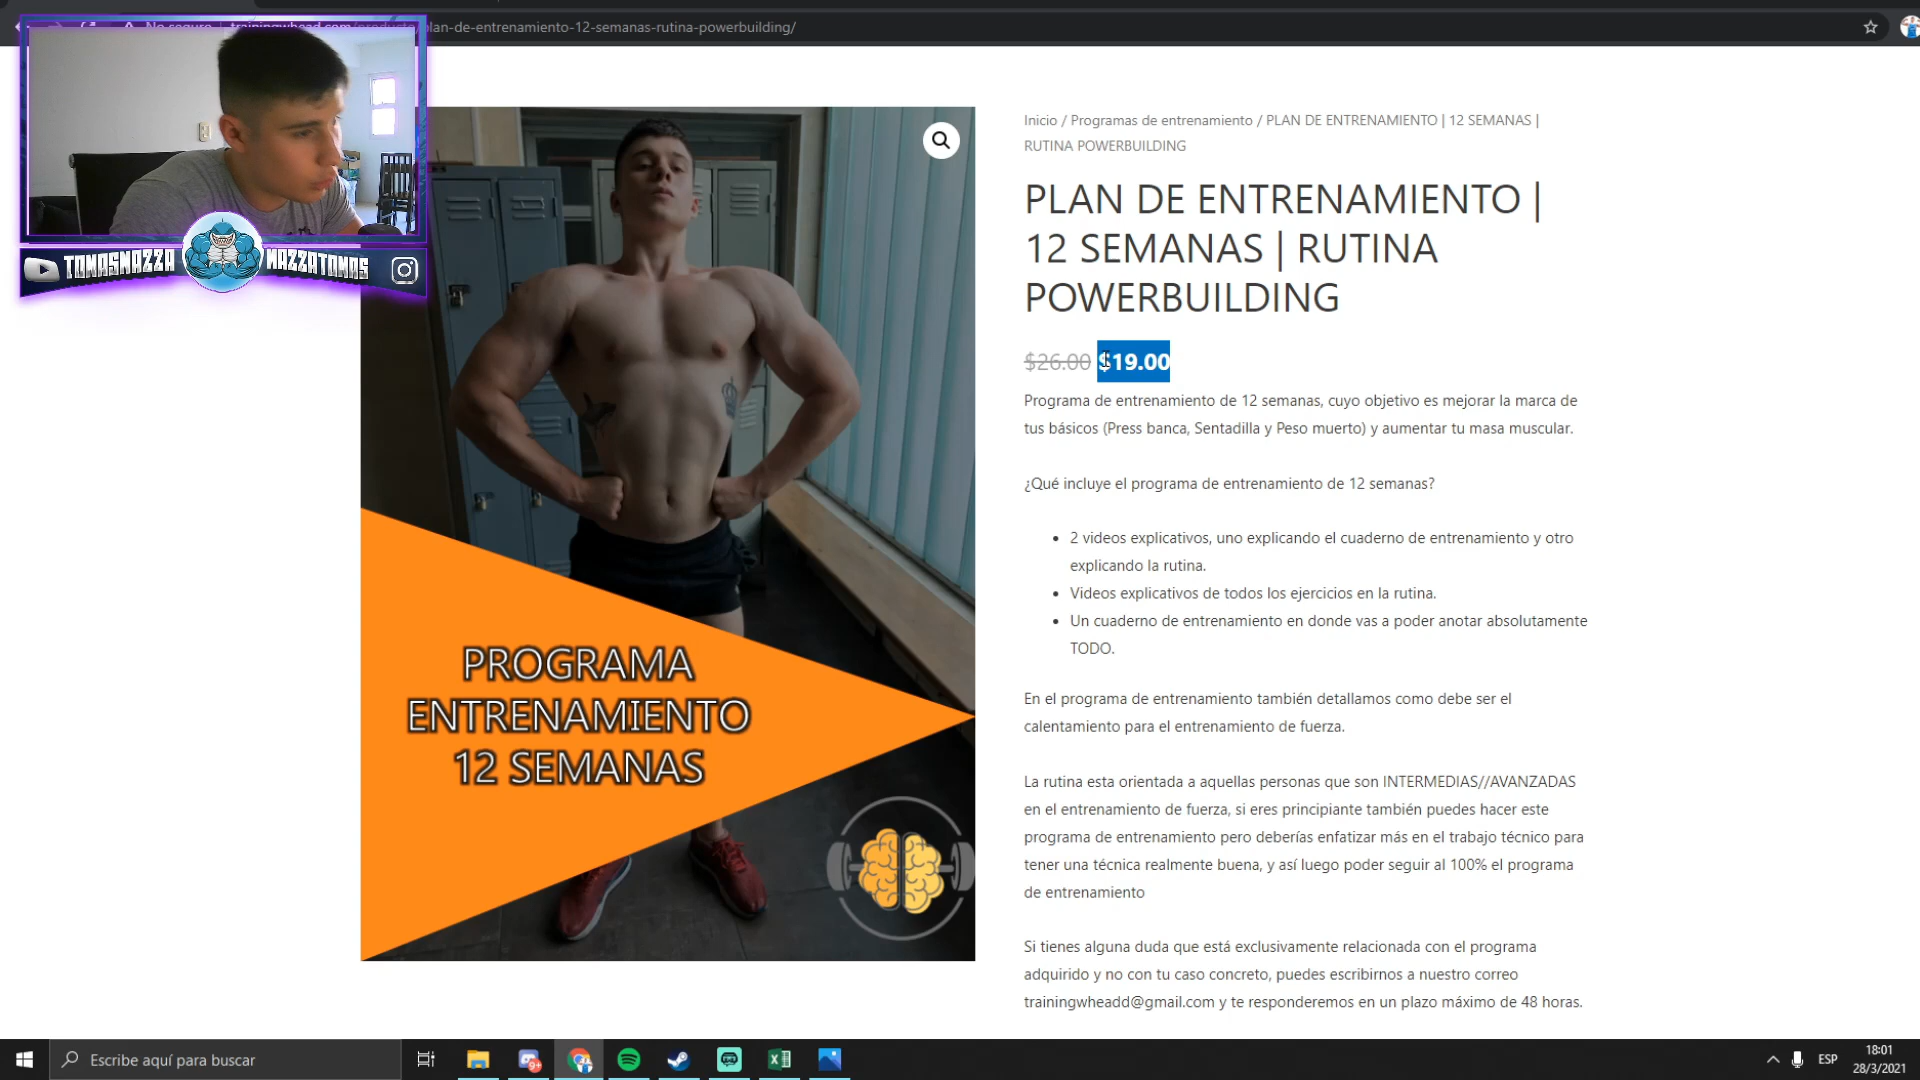 plan-de-entrenamiento-12-semanas-rutina-powerbuilding/
TOMASMAZZA
MAZZATOMAS
Inicio / Programas de entrenamiento / PLAN DE ENTRENAMIENTO | 12 SEMANAS |
RUTINA POWERBUILDING
PLAN DE ENTRENAMIENTO |
12 SEMANAS | RUTINA
POWERBUILDING
$26.00 $19.00
Programa de entrenamiento de 12 semanas, cuyo objetivo es mejorar la marca de
tus básicos (Press banca, Sentadilla y Peso muerto) y aumentar tu masa muscular.
¿Qué incluye el programa de entrenamiento de 12 semanas?
2 videos explicativos, uno explicando el cuaderno de entrenamiento y otro
explicando la rutina.
Videos explicativos de todos los ejercicios en la rutina.
Un cuaderno de entrenamiento en donde vas a poder anotar absolutamente
TODO.
En el programa de entrenamiento también detallamos como debe ser el
calentamiento para el entrenamiento de fuerza.
La rutina esta orientada a aquellas personas que son INTERMEDIAS//AVANZADAS
en el entrenamiento de fuerza, si eres principiante también puedes hacer este
programa de entrenamiento pero deberías enfatizar más en el trabajo técnico para
tener una técnica realmente buena, y así luego poder seguir al 100% el programa
de entrenamiento
Si tienes alguna duda que está exclusivamente relacionada con el programa
adquirido y no con tu caso concreto, puedes escribirnos a nuestro correo
trainingwheadd@gmail.com y te responderemos en un plazo máximo de 48 horas.
PROGRAMA
ENTRENAMIENTO
12 SEMANAS
Escribe aquí para buscar
9+
ESP
18:01
28/3/2021